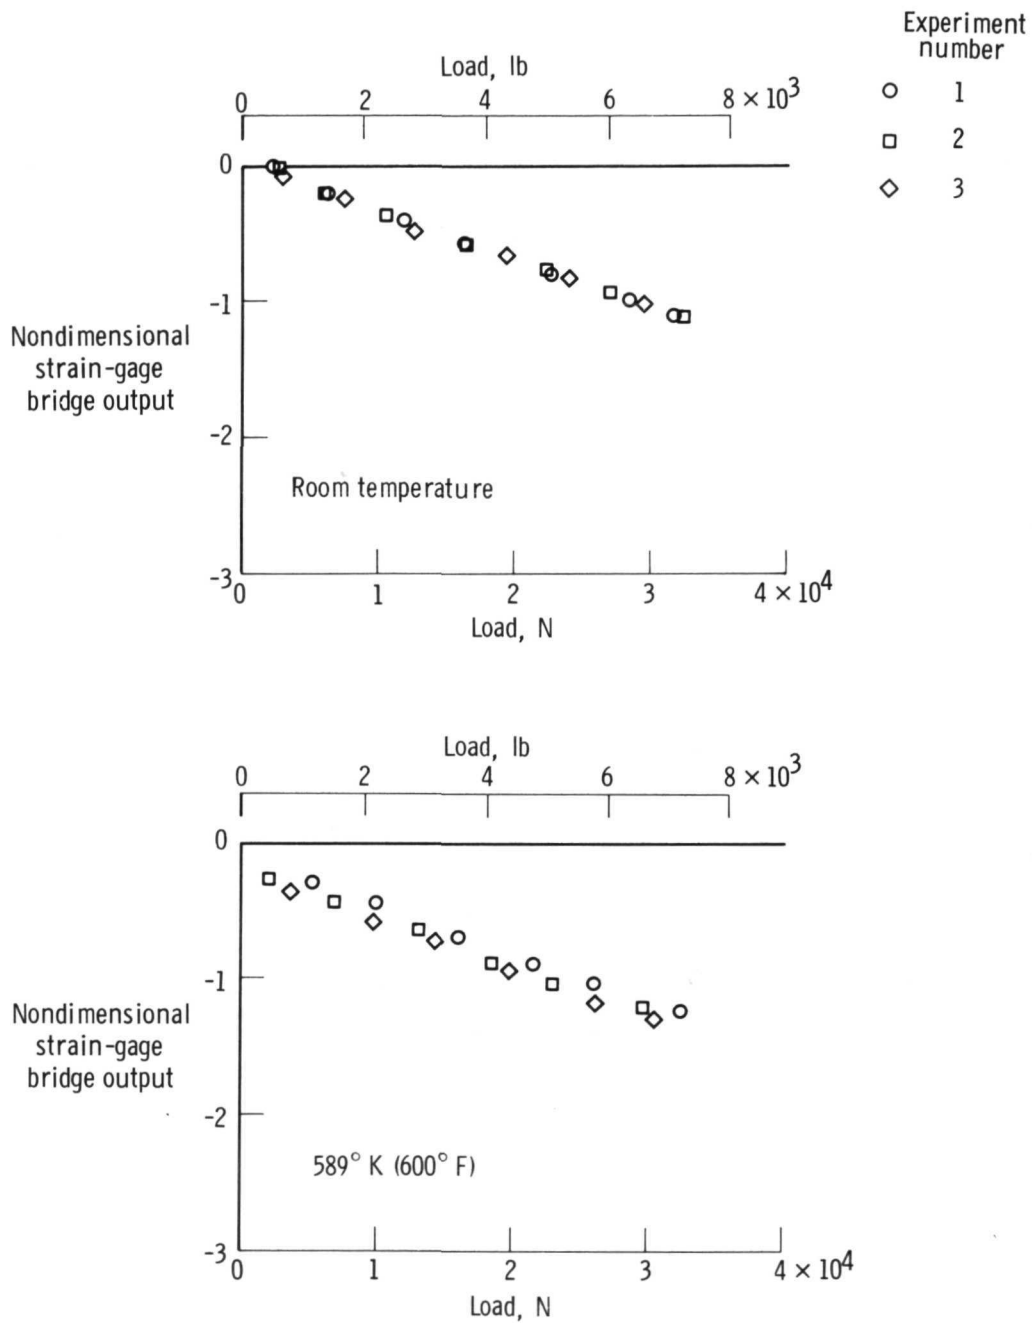 Experiment
number
1
2
3
Load, lb
0 2 4 6 8 × 10³
0
-1
-2
-3
Nondimensional
strain-gage
bridge output
Room temperature
0 1 2 3 4 × 10⁴
Load, N
Load, lb
0 2 4 6 8 × 10³
0
-1
-2
-3
Nondimensional
strain-gage
bridge output
589° K (600° F)
0 1 2 3 4 × 10⁴
Load, N